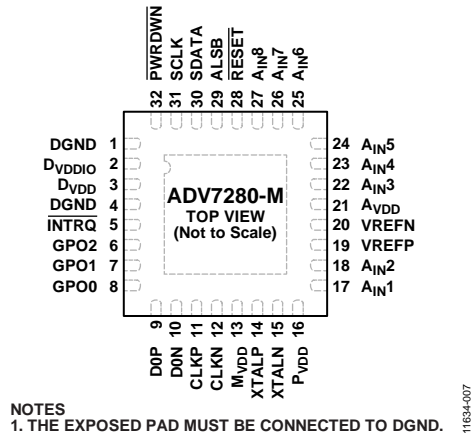 32 PWRDWN
31 SCLK
30 SDATA
29 ALSB
28 RESET
27 AIN8
26 AIN7
25 AIN6
DGND 1
DVDDIO 2
DVDD 3
DGND 4
INTRQ 5
GPO2 6
GPO1 7
GPO0 8
ADV7280-M
TOP VIEW
(Not to Scale)
24 AIN5
23 AIN4
22 AIN3
21 AVDD
20 VREFN
19 VREFP
18 AIN2
17 AIN1
D0P 9
D0N 10
CLKP 11
CLKN 12
MVDD 13
XTALP 14
XTALN 15
PVDD 16
NOTES
1. THE EXPOSED PAD MUST BE CONNECTED TO DGND.
11634-007